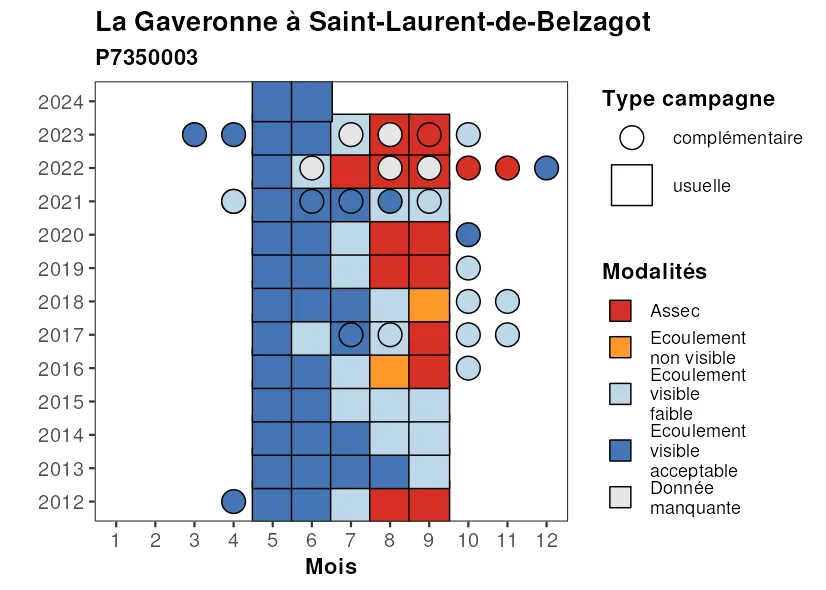 La Gaveronne à Saint-Laurent-de-Belzagot
P7350003
2024
2023
2022
2021
2020
2019
2018
2017
2016
2015
2014
2013
2012
1 2 3 4 5 6 7 8 9 10 11 12
Mois
Type campagne
complémentaire
usuelle
Modalités
Assec
Ecoulement
non visible
Ecoulement
visible
faible
Ecoulement
visible
acceptable
Donnée
manquante